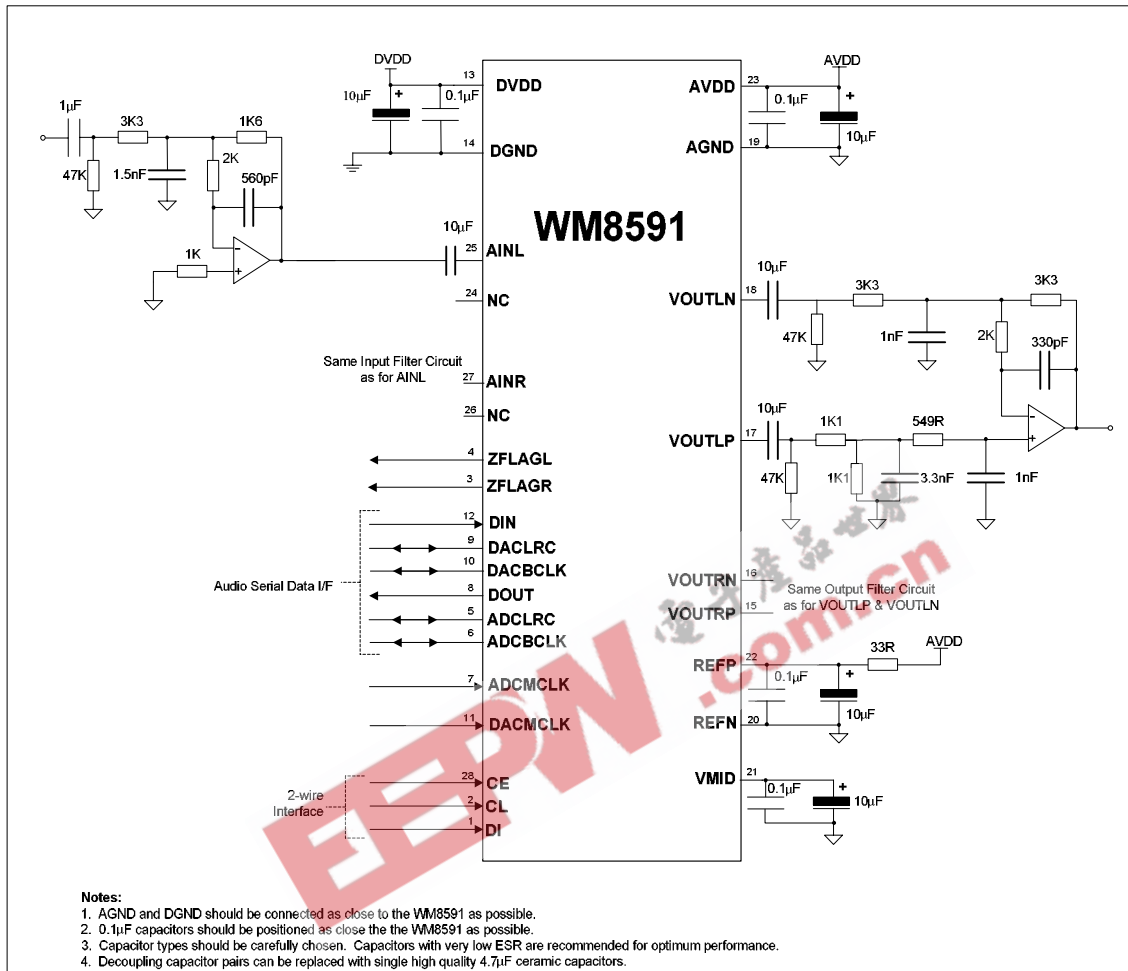 DVDD
AVDD
13
DVDD
10µF
+
0.1µF
14
DGND
AVDD
23
0.1µF
+
10µF
AGND
19
1µF
3K3
1K6
47K
1.5nF
2K
560pF
-
+
1K
10µF
25
AINL
24
NC
WM8591
Same Input Filter Circuit
as for AINL
27
AINR
26
NC
4
ZFLAGL
3
ZFLAGR
12
DIN
9
DACLRC
10
DACBCLK
8
DOUT
5
ADCLRC
6
ADCBCLK
Audio Serial Data I/F
7
ADCMCLK
11
DACMCLK
28
CE
2
CL
1
DI
2-wire
Interface
VOUTLN
18
10µF
3K3
3K3
47K
1nF
2K
330pF
-
+
VOUTLP
17
10µF
1K1
549R
47K
1K1
3.3nF
1nF
VOUTRN
16
VOUTRP
15
Same Output Filter Circuit
as for VOUTLP & VOUTLN
REFP
22
33R
AVDD
0.1µF
+
10µF
REFN
20
VMID
21
0.1µF
+
10µF
EEPW
.com.cn
電子產品世界
Notes:
1. AGND and DGND should be connected as close to the WM8591 as possible.
2. 0.1µF capacitors should be positioned as close the the WM8591 as possible.
3. Capacitor types should be carefully chosen. Capacitors with very low ESR are recommended for optimum performance.
4. Decoupling capacitor pairs can be replaced with single high quality 4.7µF ceramic capacitors.